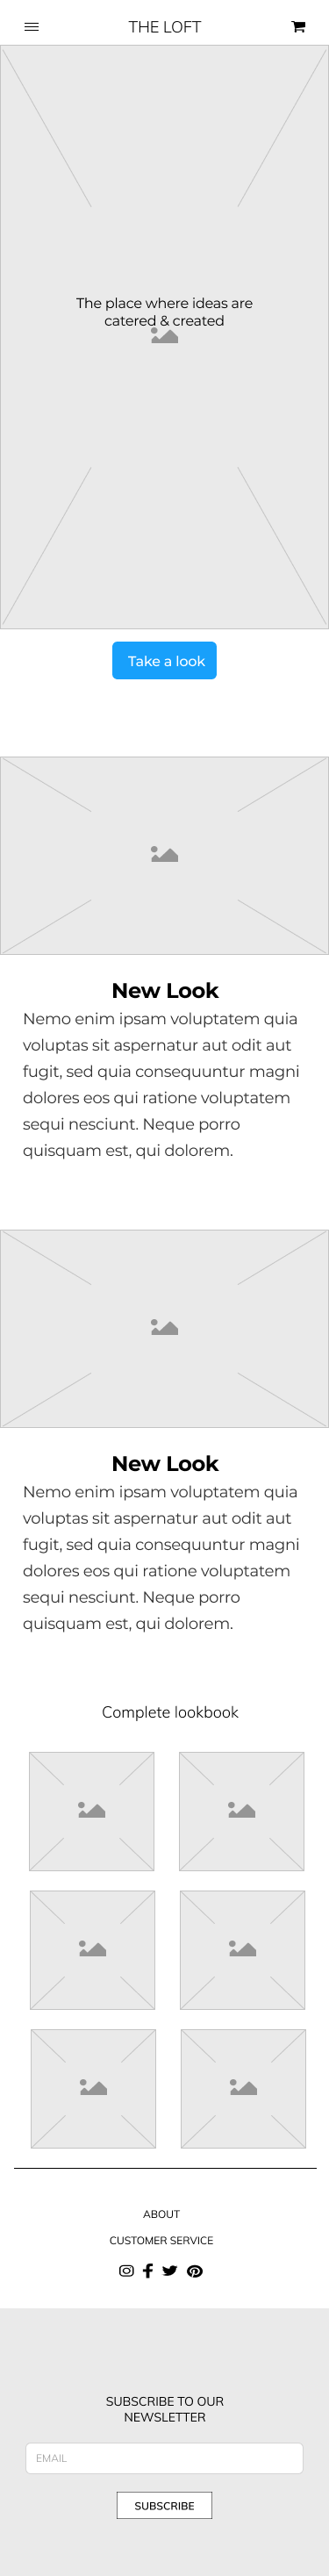 THE LOFT
The place where ideas are
catered & created
Take a look
New Look
Nemo enim ipsam voluptatem quia
voluptas sit aspernatur aut odit aut
fugit, sed quia consequuntur magni
dolores eos qui ratione voluptatem
sequi nesciunt. Neque porro
quisquam est, qui dolorem.
New Look
Nemo enim ipsam voluptatem quia
voluptas sit aspernatur aut odit aut
fugit, sed quia consequuntur magni
dolores eos qui ratione voluptatem
sequi nesciunt. Neque porro
quisquam est, qui dolorem.
Complete lookbook
ABOUT
CUSTOMER SERVICE
SUBSCRIBE TO OUR
NEWSLETTER
EMAIL
SUBSCRIBE